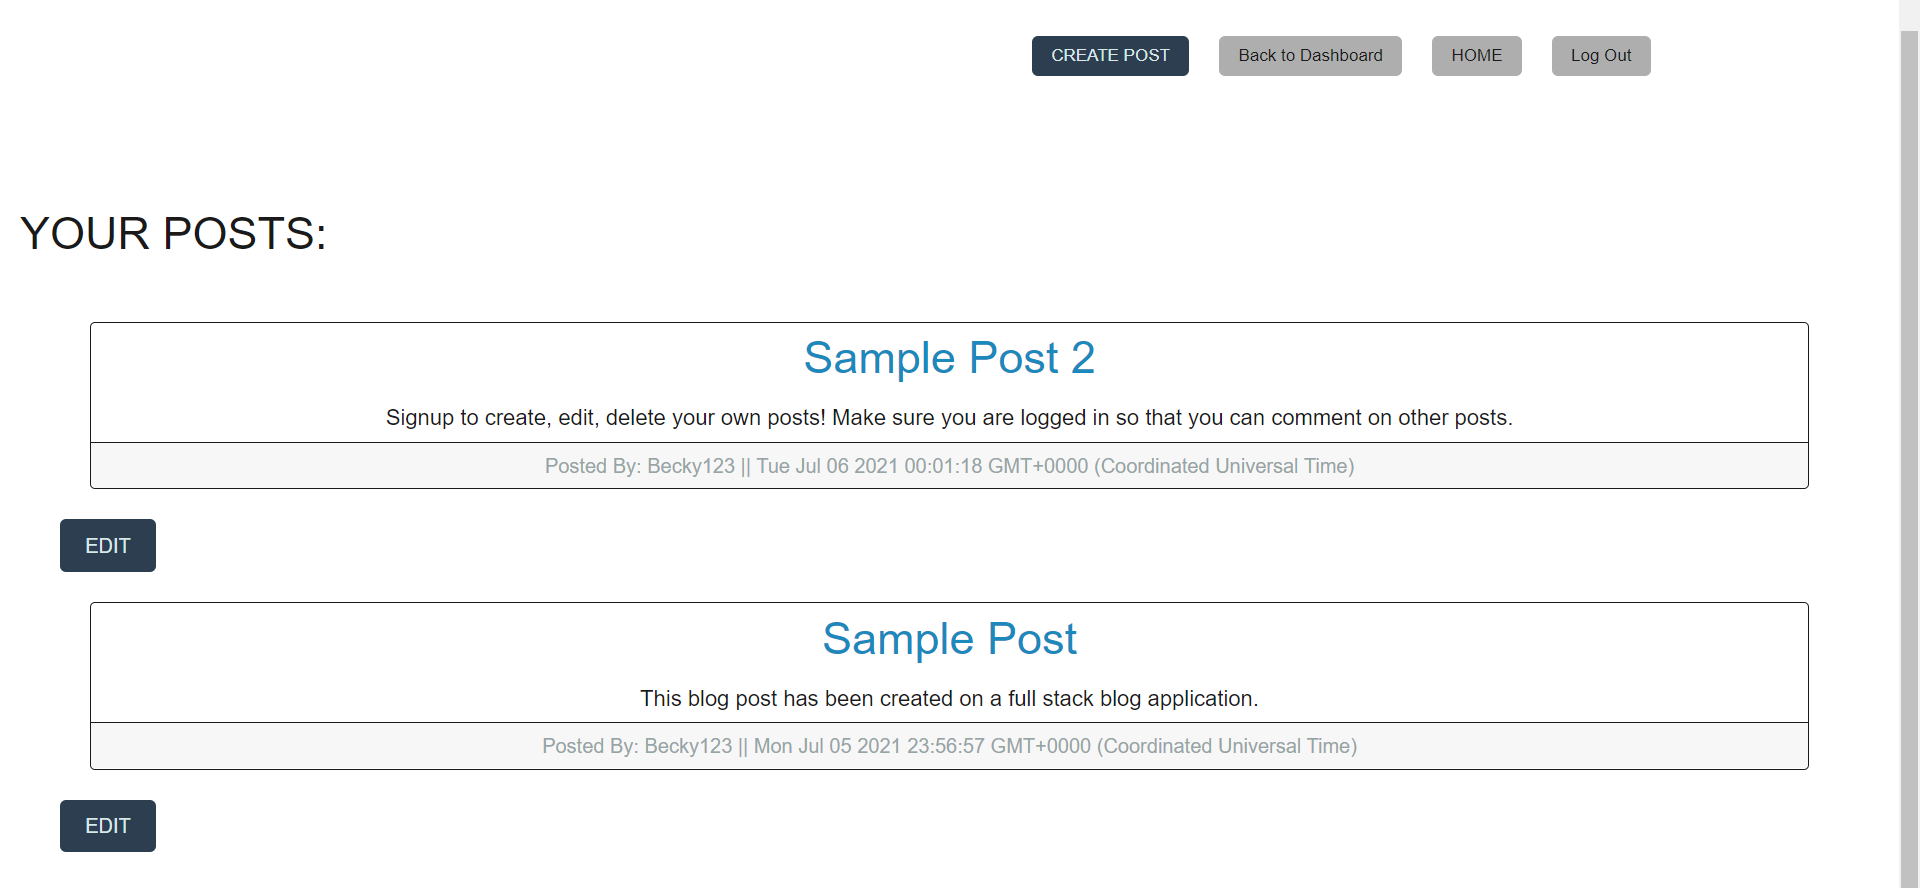 CREATE POST Back to Dashboard HOME Log Out
YOUR POSTS:
Sample Post 2
Signup to create, edit, delete your own posts! Make sure you are logged in so that you can comment on other posts.
Posted By: Becky123 || Tue Jul 06 2021 00:01:18 GMT+0000 (Coordinated Universal Time)
EDIT
Sample Post
This blog post has been created on a full stack blog application.
Posted By: Becky123 || Mon Jul 05 2021 23:56:57 GMT+0000 (Coordinated Universal Time)
EDIT